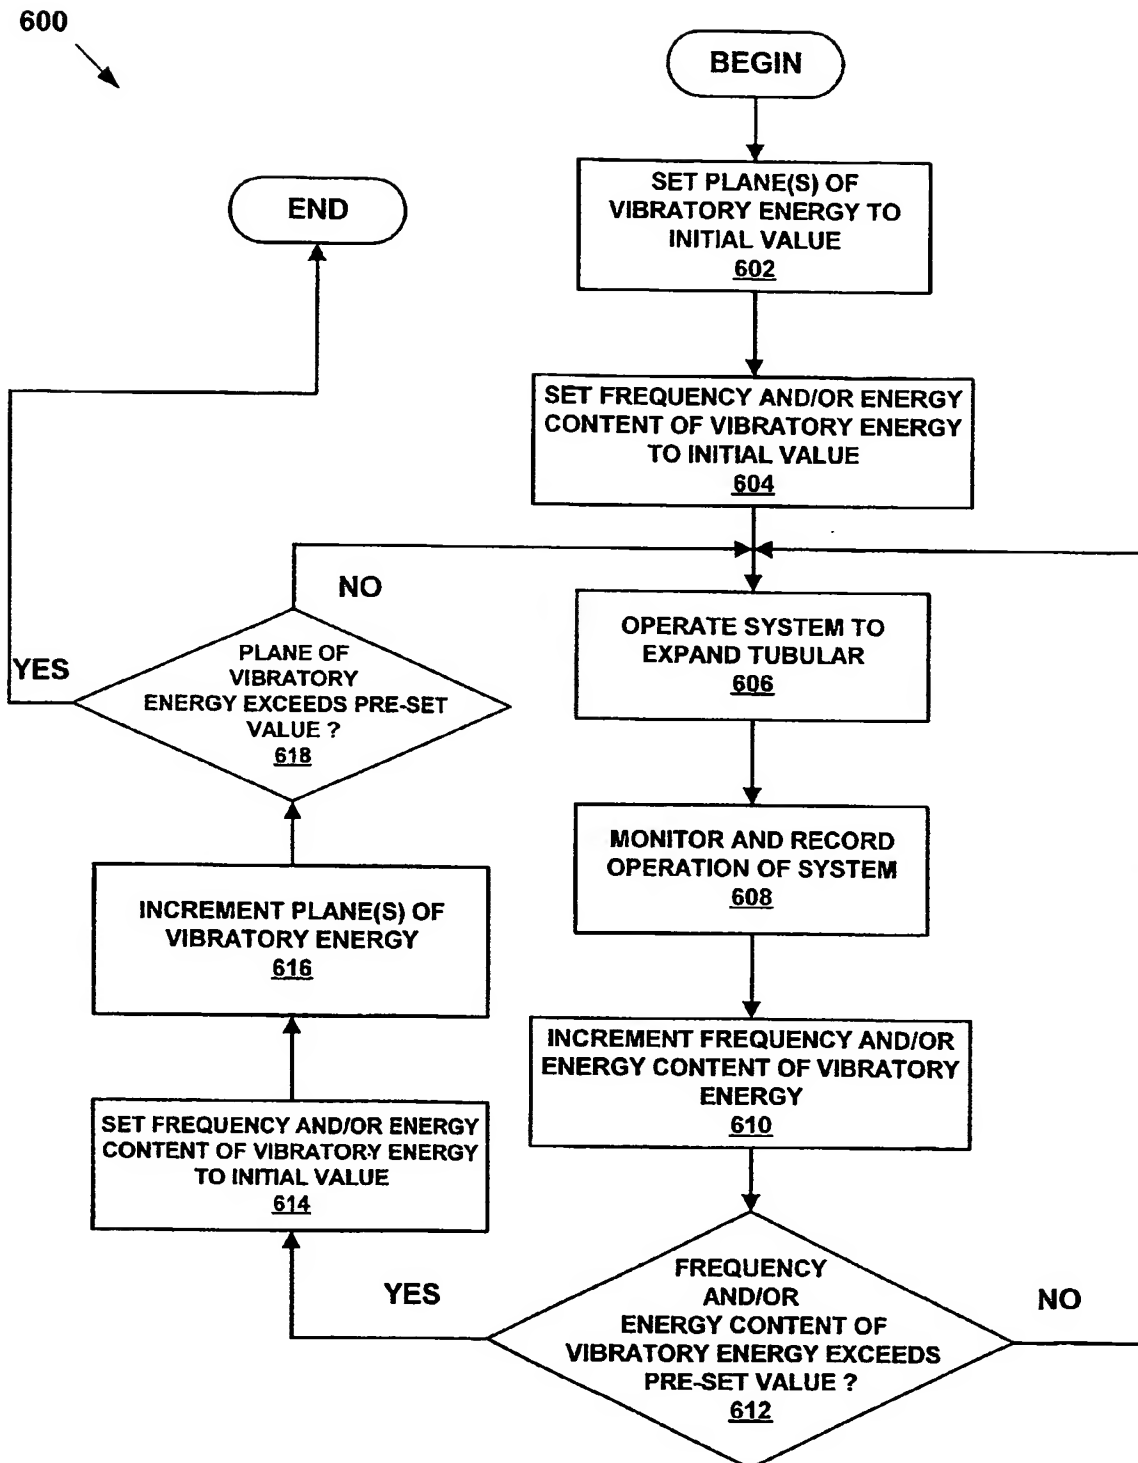 600
BEGIN
SET PLANE(S) OF
VIBRATORY ENERGY TO
INITIAL VALUE
602
END
SET FREQUENCY AND/OR ENERGY
CONTENT OF VIBRATORY ENERGY
TO INITIAL VALUE
604
NO
OPERATE SYSTEM TO
EXPAND TUBULAR
606
YES
PLANE OF
VIBRATORY
ENERGY EXCEEDS PRE-SET
VALUE ?
618
MONITOR AND RECORD
OPERATION OF SYSTEM
608
INCREMENT PLANE(S) OF
VIBRATORY ENERGY
616
INCREMENT FREQUENCY AND/OR
ENERGY CONTENT OF VIBRATORY
ENERGY
610
SET FREQUENCY AND/OR ENERGY
CONTENT OF VIBRATORY ENERGY
TO INITIAL VALUE
614
YES
FREQUENCY
AND/OR
ENERGY CONTENT OF
VIBRATORY ENERGY EXCEEDS
PRE-SET VALUE ?
612
NO